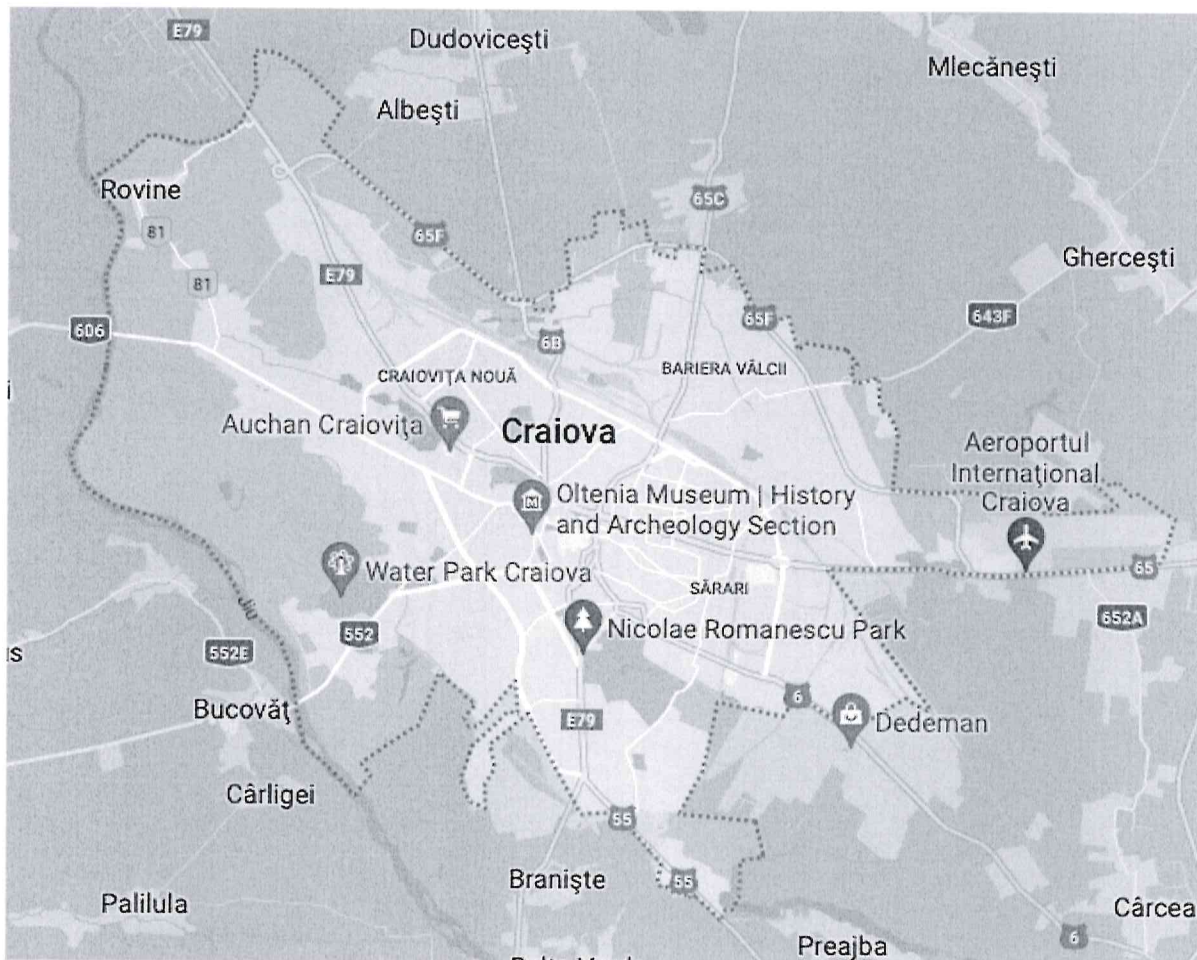 E79
Dudovicești
Mlecănești
Albești
Rovine
65C
81
65F
Ghercești
E79
81
643F
65F
606
6B
BARIERA VÂLCII
CRAIOVIȚA NOUĂ
Auchan Craiovița
Craiova
Aeroportul
Internațional
Craiova
Oltenia Museum | History
and Archeology Section
Water Park Craiova
65
SĂRARI
Jiu
552
652A
Nicolae Romanescu Park
552E
6
Bucovăț
E79
Dedeman
Cârligei
55
Braniște
55
Palilula
Cârcea
6
Preajba